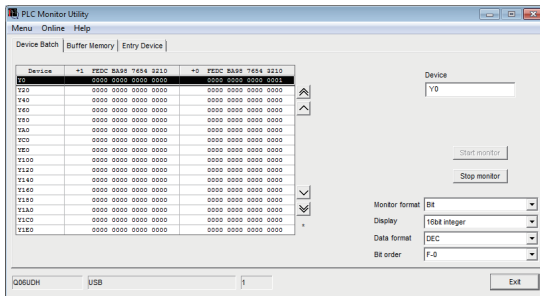 PLC Monitor Utility
Menu Online Help
Device Batch Buffer Memory Entry Device
Device +1 FEDC BA98 7654 3210 +0 FEDC BA98 7654 3210
Y0 0000 0000 0000 0000 0000 0000 0000 0001
Y20 0000 0000 0000 0000 0000 0000 0000 0000
Y40 0000 0000 0000 0000 0000 0000 0000 0000
Y60 0000 0000 0000 0000 0000 0000 0000 0000
Y80 0000 0000 0000 0000 0000 0000 0000 0000
YA0 0000 0000 0000 0000 0000 0000 0000 0000
YC0 0000 0000 0000 0000 0000 0000 0000 0000
YE0 0000 0000 0000 0000 0000 0000 0000 0000
Y100 0000 0000 0000 0000 0000 0000 0000 0000
Y120 0000 0000 0000 0000 0000 0000 0000 0000
Y140 0000 0000 0000 0000 0000 0000 0000 0000
Y160 0000 0000 0000 0000 0000 0000 0000 0000
Y180 0000 0000 0000 0000 0000 0000 0000 0000
Y1A0 0000 0000 0000 0000 0000 0000 0000 0000
Y1C0 0000 0000 0000 0000 0000 0000 0000 0000
Y1E0 0000 0000 0000 0000 0000 0000 0000 0000
*
Device
Y0
Start monitor
Stop monitor
Monitor format Bit
Display 16bit integer
Data format DEC
Bit order F-0
Q06UDH USB 1 Exit